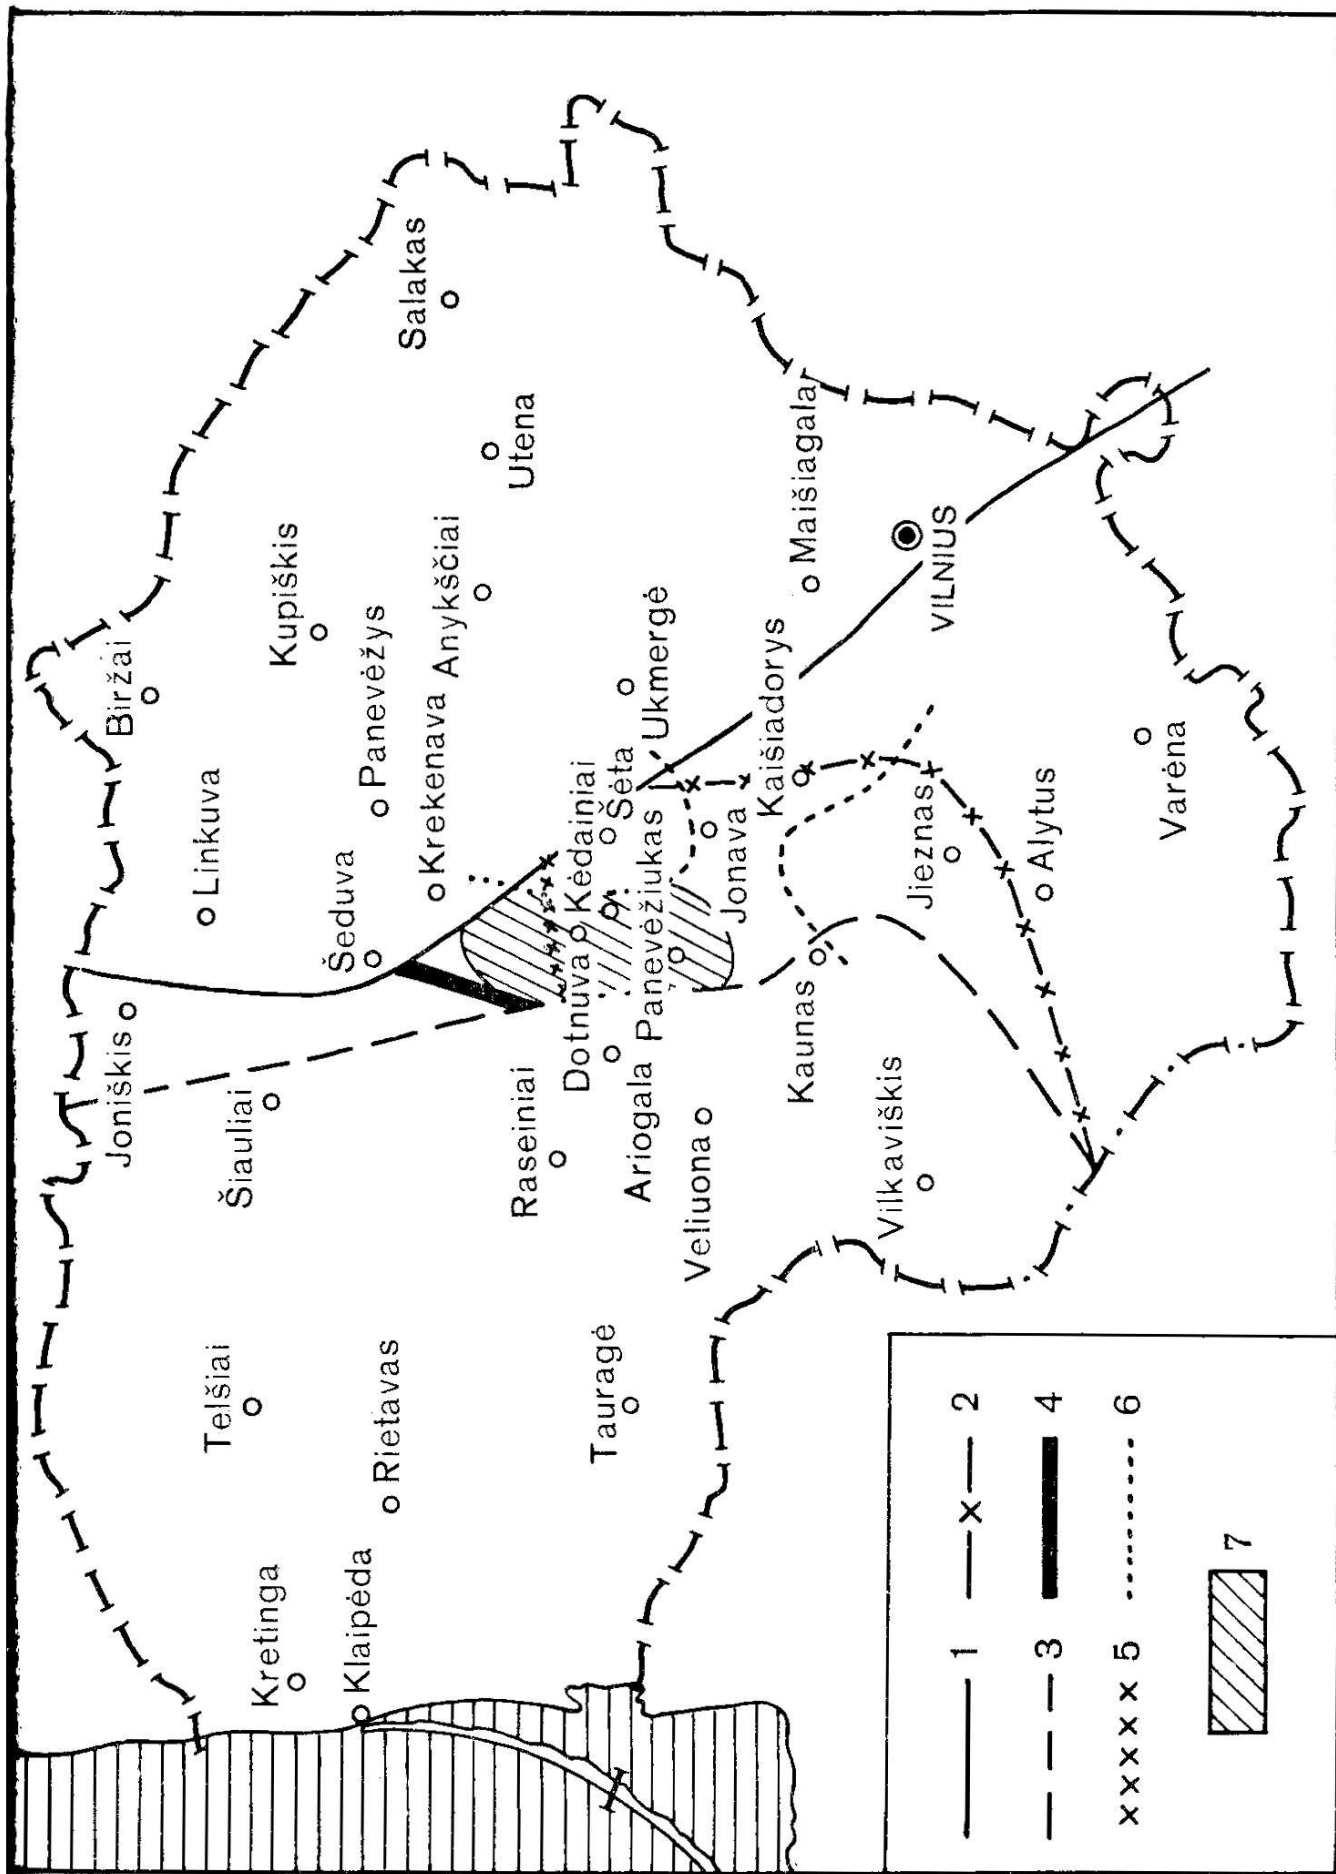 Biržai
Joniškis
Linkuva
Kupiškis
Šiauliai
Telšiai
Šeduva
Panevėžys
Salakas
Kretinga
Klaipėda
Rietavas
Krekenava
Anykščiai
Utena
Raseiniai
Dotnuva
Kėdainiai
Šėta
Ukmergė
Tauragė
Ariogala
Panevėžiukas
Veliuona
Jonava
Kaišiadorys
Maišiagala
Kaunas
VILNIUS
Vilkaviškis
Jieznas
Alytus
Varėna
1
2
3
4
5
6
7